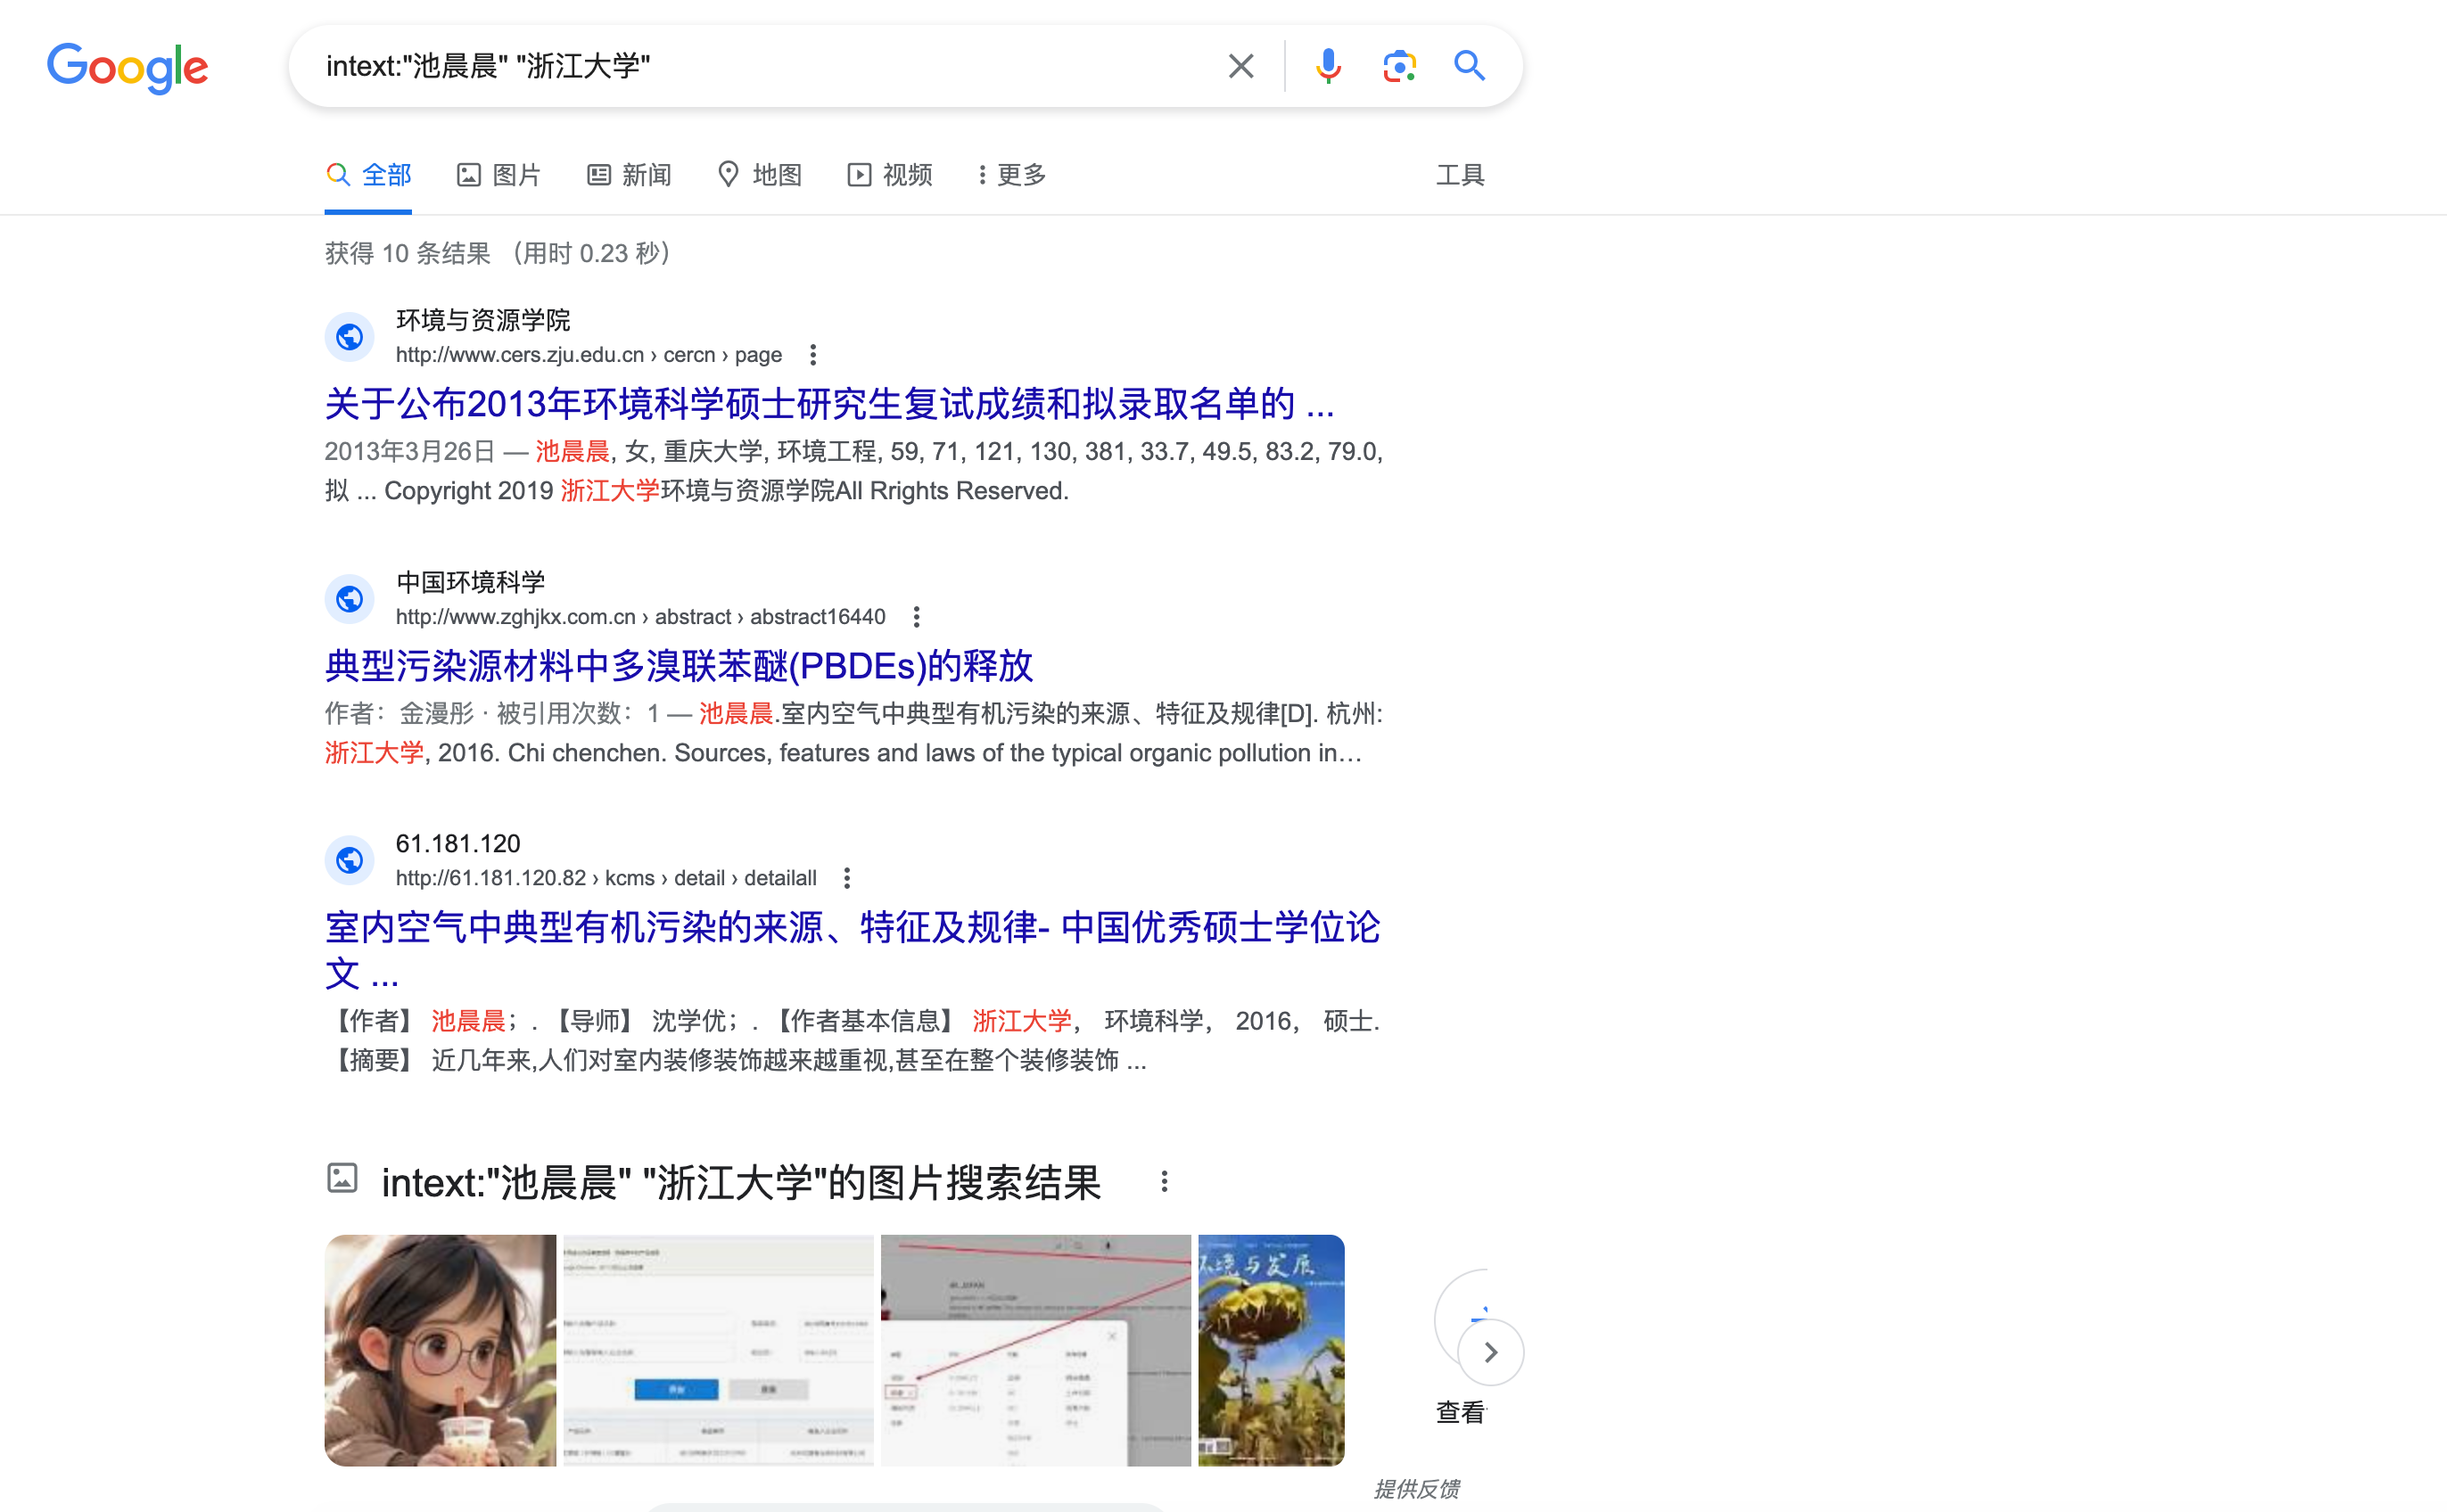 Google
intext:"池晨晨" "浙江大学"
全部 图片 新闻 地图 视频 更多 工具
获得 10 条结果 （用时 0.23 秒）
环境与资源学院
http://www.cers.zju.edu.cn › cercn › page
关于公布2013年环境科学硕士研究生复试成绩和拟录取名单的 ...
2013年3月26日 — 池晨晨, 女, 重庆大学, 环境工程, 59, 71, 121, 130, 381, 33.7, 49.5, 83.2, 79.0,
拟 ... Copyright 2019 浙江大学环境与资源学院All Rrights Reserved.
中国环境科学
http://www.zghjkx.com.cn › abstract › abstract16440
典型污染源材料中多溴联苯醚(PBDEs)的释放
作者：金漫彤 · 被引用次数：1 — 池晨晨.室内空气中典型有机污染的来源、特征及规律[D]. 杭州:
浙江大学, 2016. Chi chenchen. Sources, features and laws of the typical organic pollution in…
61.181.120
http://61.181.120.82 › kcms › detail › detailall
室内空气中典型有机污染的来源、特征及规律- 中国优秀硕士学位论
文 ...
【作者】 池晨晨；. 【导师】 沈学优；. 【作者基本信息】 浙江大学， 环境科学， 2016， 硕士.
【摘要】 近几年来,人们对室内装修装饰越来越重视,甚至在整个装修装饰 ...
intext:"池晨晨" "浙江大学"的图片搜索结果
环境与发展
查看
提供反馈